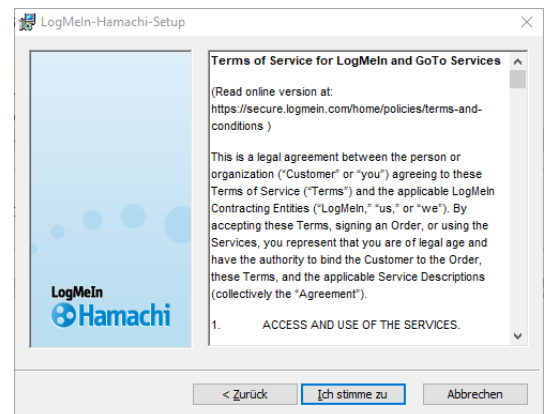 LogMeIn-Hamachi-Setup
Terms of Service for LogMeIn and GoTo Services
(Read online version at:
https://secure.logmein.com/home/policies/terms-and-
conditions )
This is a legal agreement between the person or
organization (“Customer” or “you”) agreeing to these
Terms of Service (“Terms”) and the applicable LogMeIn
Contracting Entities (“LogMeIn,” “us,” or “we”). By
accepting these Terms, signing an Order, or using the
Services, you represent that you are of legal age and
have the authority to bind the Customer to the Order,
these Terms, and the applicable Service Descriptions
(collectively the “Agreement”).
1. ACCESS AND USE OF THE SERVICES.
LogMeIn
Hamachi
< Zurück
Ich stimme zu
Abbrechen